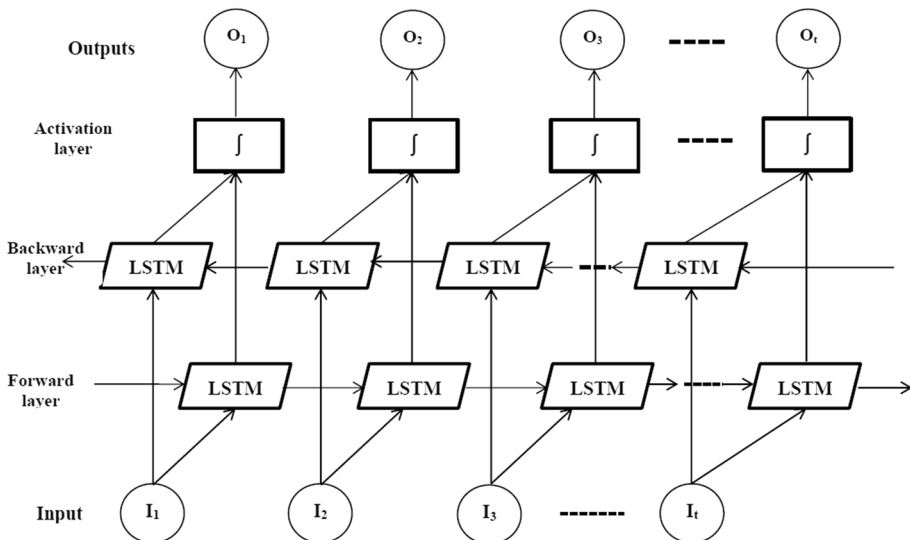 Outputs O₁ O₂ O₃ Oₜ
Activation
layer
∫ ∫ ∫ ∫
Backward
layer
LSTM LSTM LSTM LSTM
Forward
layer
LSTM LSTM LSTM LSTM
Input I₁ I₂ I₃ Iₜ